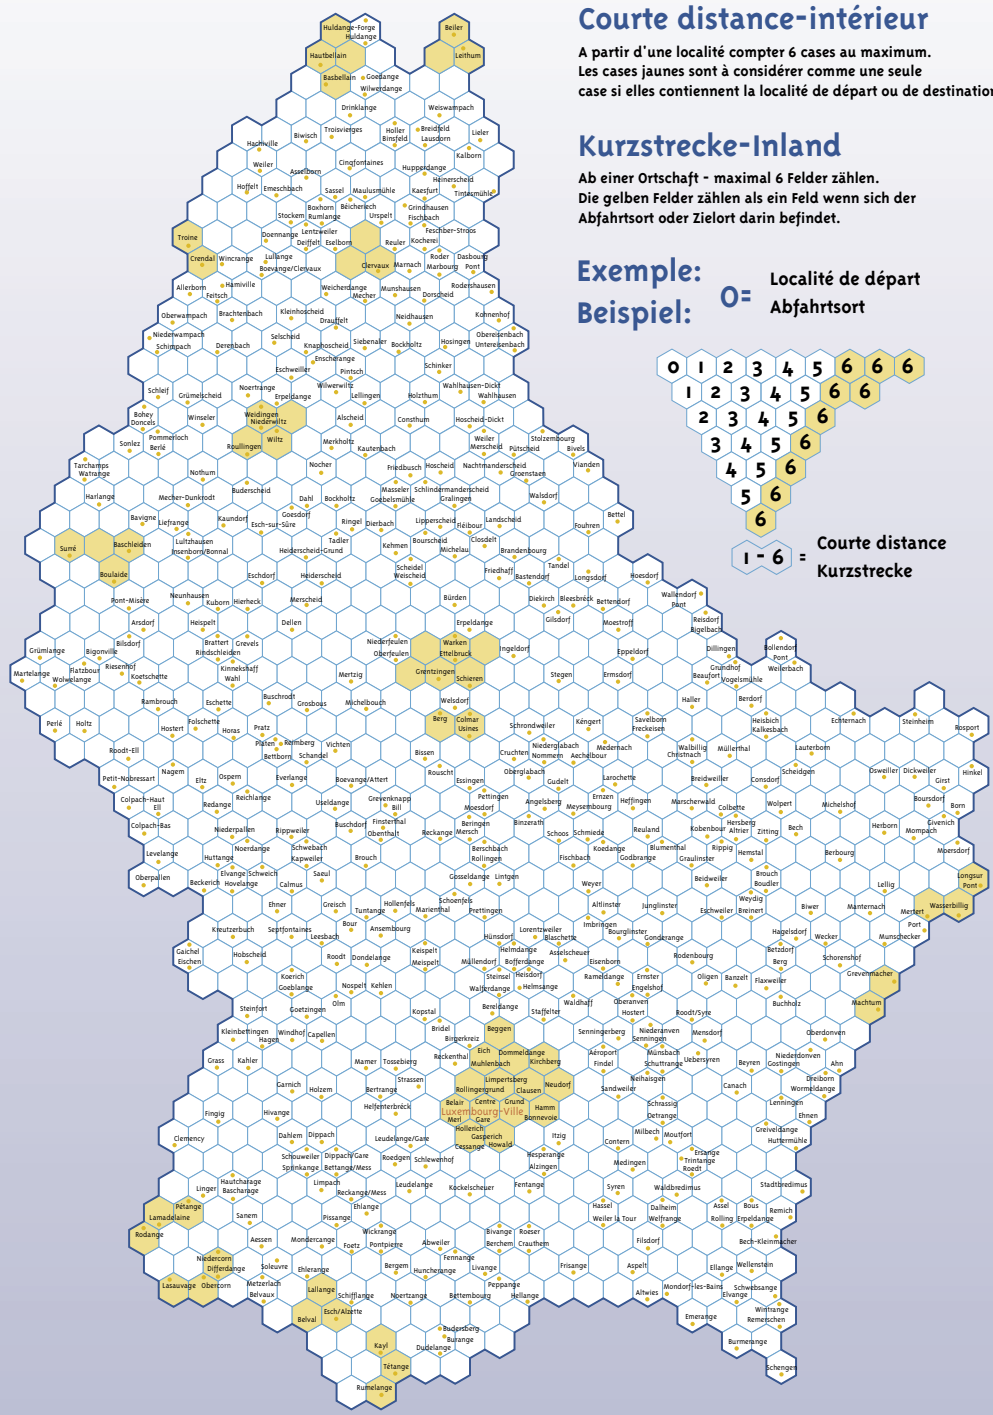 Courte distance-intérieur
A partir d'une localité compter 6 cases au maximum.
Les cases jaunes sont à considérer comme une seule
case si elles contiennent la localité de départ ou de destination
Kurzstrecke-Inland
Ab einer Ortschaft - maximal 6 Felder zählen.
Die gelben Felder zählen als ein Feld wenn sich der
Abfahrtsort oder Zielort darin befindet.
Exemple:
Beispiel:
0=
Localité de départ
Abfahrtsort
0 1 2 3 4 5 6 6 6
1 2 3 4 5 6 6
2 3 4 5 6
3 4 5 6
4 5 6
5 6
6
1 - 6 =
Courte distance
Kurzstrecke
Huldange-Forge
Huldange
Beiler
Hautbellain
Leithum
Basbellain Goedange
Wilwerdange
Drinklange Weiswampach
Hachiville Biwisch Troisvierges Holler Breidfeld Lieler
Binsfeld Lausdorn
Weiler Asselborn Cinqfontaines Hupperdange Kalborn
Hoffelt Emeschbach Sassel Maulusmühle Kaesfurt Heinerscheid
Tintesmühle
Stockem Boxhorn Rumlange Urspelt Grindhausen
Fischbach
Troine Doennange Lentzweiler Feschber-Stroos
Deiffelt Eselborn Reuler Kocherei
Crendal Wincrange Lullange Clervaux Marnach Roder Dasbourg
Boevange/Clervaux Marbourg Pont
Allerborn Hamiville Weicherdange Munshausen Rodershausen
Feitsch Mecher Dorscheid
Oberwampach Brachtenbach Kleinhoscheid Drauffelt Neidhausen Kohnenhof
Niederwampach Selscheid Siebenaler Obereisenbach
Schimpach Derenbach Knaphoscheid Bockholtz Hosingen Untereisenbach
Enscherange
Eschweiler Pintsch Schinker
Schleif Grümelscheid Noertrange Wilwerwiltz Wahlhausen-Dickt
Erpeldange Lellingen Holzthum Wahlhausen
Bohey Winseler Weidingen Alscheid Consthum Hoscheid-Dickt
Doncels Niederwiltz
Sonlez Pommerloch Roullingen Wiltz Merkholtz Weiler Stolzembourg
Berlé Kautenbach Merscheid Pütscheid Bivels
Tarchamps Nothum Nocher Friedbusch Hoscheid Nachtmanderscheid Vianden
Watrange Groenstaen
Harlange Mecher-Dunkrodt Buderscheid Dahl Bockholtz Masseler Schlindermanderscheid Walsdorf
Goebelsmühle Gralingen
Bavigne Liefrange Kaundorf Goesdorf Ringel Dierbach Lipperscheid Landscheid Bettel
Esch-sur-Sûre Fléibour Fouhren
Surré Baschleiden Lultzhausen Tadler Bourscheid Closdelt
Insenborn/Bonnal Heiderscheid-Grund Kehmen Michelau Brandenbourg
Boulaide Eschdorf Heiderscheid Scheidel Friedhaff Tandel Hoesdorf
Welscheid Bastendorf Longsdorf
Pont-Misère Neunhausen Kuborn Hierheck Merscheid Bürden Diekirch Bleesbréck Bettendorf Wallendorf
Pont
Arsdorf Heispelt Dellen Erpeldange Gilsdorf Moestroff Reisdorf
Bigelbach
Grümlange Bigonville Bilsdorf Brattert Grevels Niederfeulen Warken Ingeldorf Eppeldorf Dillingen Bollendorf
Rindschleiden Oberfeulen Ettelbruck Pont
Martelange Flatzbour Riesenhof Koetschette Kinnekshaff Mertzig Grentzingen Schieren Stegen Ermsdorf Grundhof Weilerbach
Wolwelange Wahl Beaufort Vogelsmühle
Rambrouch Eschette Buschrodt Grosbous Michelbouch Welsdorf Haller Berdorf
Perlé Holtz Hostert Folschette Pratz Berg Colmar Schrondweiler Kéngert Savelborn Heisbich Echternach Steinheim Rosport
Horas Usines Freckeisen Kalkesbach
Roodt-Ell Platen Reimberg Vichten Bissen Cruchten Niederglabach Medernach Walbillig Müllerthal Lauterborn
Bettborn Schandel Nommern Aechelbour Christnach
Petit-Nobressart Nagem Eltz Ospern Everlange Boevange/Attert Rouscht Essingen Oberglabach Gudelt Larochette Breidweiller Consdorf Scheidgen Osweiler Dickweiler Hinkel
Girst
Colpach-Haut Redange Reichlange Useldange Grevenknapp Pettingen Angelsberg Ernzen Heffingen Marscherwald Colbette Wolpert Michelshof Boursdorf Born
Ell Bill Moesdorf Meysembourg
Colpach-Bas Niederpallen Rippweiler Buschdorf Finsterthal Beringen Binzerath Schoos Schmiede Reuland Kobenbour Hersberg Zitting Bech Herborn Givenich
Obenthalt Reckange Mersch Altrier Mompach
Levelange Huttange Noerdange Schwebach Brouch Berschbach Fischbach Koedange Blumenthal Rippig Hemstal Berbourg Moersdorf
Kapweiler Rollingen Godbrange Graulinster
Oberpallen Beckerich Elvange Schweich Calmus Saeul Gosseldange Lintgen Weyer Beidweiler Brouch Lellig Longsur
Hovelange Boudler Pont
Ehner Greisch Tuntange Hollenfels Schoenfels Prettingen Altlinster Junglinster Weydig Biwer Manternach Mertert Wasserbillig
Marienthal Eschweiler Breinert
Kreutzerbuch Septfontaines Leesbach Bour Ansembourg Hünsdorf Lorentzweiler Imbringen Bourglinster Gonderange Hagelsdorf Wecker Port
Blaschette Munschecker
Gaichel Hobscheid Roodt Dondelange Keispelt Helmdange Asselscheuer Eisenborn Rodenbourg Betzdorf Schorenshof
Eischen Meispelt Müllendorf Bofferdange Berg Grevenmacher
Koerich Nospelt Kehlen Steinsel Heisdorf Rameldange Ernster Oligen Banzelt Flaxweiler
Goeblange Walferdange Helmsange Engelshof
Steinfort Goetzingen Olm Kopstal Bereldange Staffelter Waldhaff Oberanven Roodt/Syre Buchholz Machtum
Hostert
Kleinbettingen Windhof Capellen Bridel Beggen Senningerberg Niederanven Mensdorf Oberdonven
Hagen Birgerkreiz Senningen
Grass Kahler Mamer Tossebierg Reckenthal Eich Dommeldange Aéroport Münsbach Uebersyren Beyren Niederdonven Ahn
Muhlenbach Kirchberg Findel Schuttrange Gostingen
Garnich Holzem Bertrange Strassen Limpertsberg Neudorf Sandweiler Neihaisgen Canach Dreiborn
Rollingergrund Clausen Wormeldange
Fingig Hivange Helfenterbréck Belair Centre Grund Hamm Schrassig Lenningen Ehnen
Luxembourg-Ville
Merl Gare Bonnevoie Oetrange
Clemency Dahlem Dippach Leudelange/Gare Hollerich Itzig Contern Milbech Moutfort Greiveldange
Gasperich Huttermühle
Cessange Howald
Schouweiler Dippach/Gare Roedgen Schlewenhof Hesperange Medingen Ersange
Sprinkange Bettange/Mess Alzingen Trintange
Roedt
Linger Hautcharage Limpach Leudelange Kockelscheuer Fentange Syren Waldbredimus Stadtbredimus
Bascharage Reckange/Mess
Pétange Sanem Ehlange Hassel Dalheim Assel Bous Remich
Lamadelaine Pissange Weiler la Tour Welfrange Rolling Erpeldange
Rodange Aessen Mondercange Wickrange Abweiler Bivange Roeser Filsdorf Bech-Kleinmacher
Foetz Pontpierre Berchem Crauthem
Niedercorn Soleuvre Ehlerange Bergem Fennange Livange Frisange Aspelt Ellange Wellenstein
Differdange Huncherange
Lasauvage Obercorn Metzerlach Lallange Schifflange Noertzange Bettembourg Peppange Altwies Mondorf-les-Bains Schwebsange
Belvaux Hellange Elvange
Belval Esch/Alzette Emerange Wintrange
Remerschen
Kayl Budersberg Burmerange
Dudelange Burange
Tétange Schengen
Rumelange